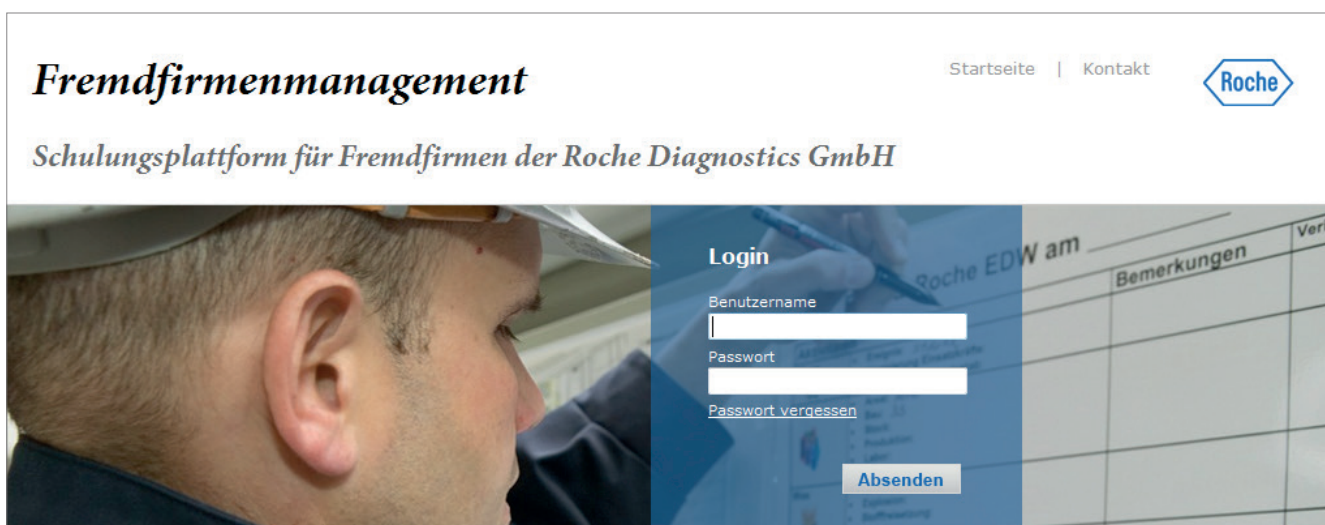 Fremdfirmenmanagement
Startseite | Kontakt
Roche
Schulungsplattform für Fremdfirmen der Roche Diagnostics GmbH
Login
Benutzername
Passwort
Passwort vergessen
Absenden
Roche EDW am
Bemerkungen